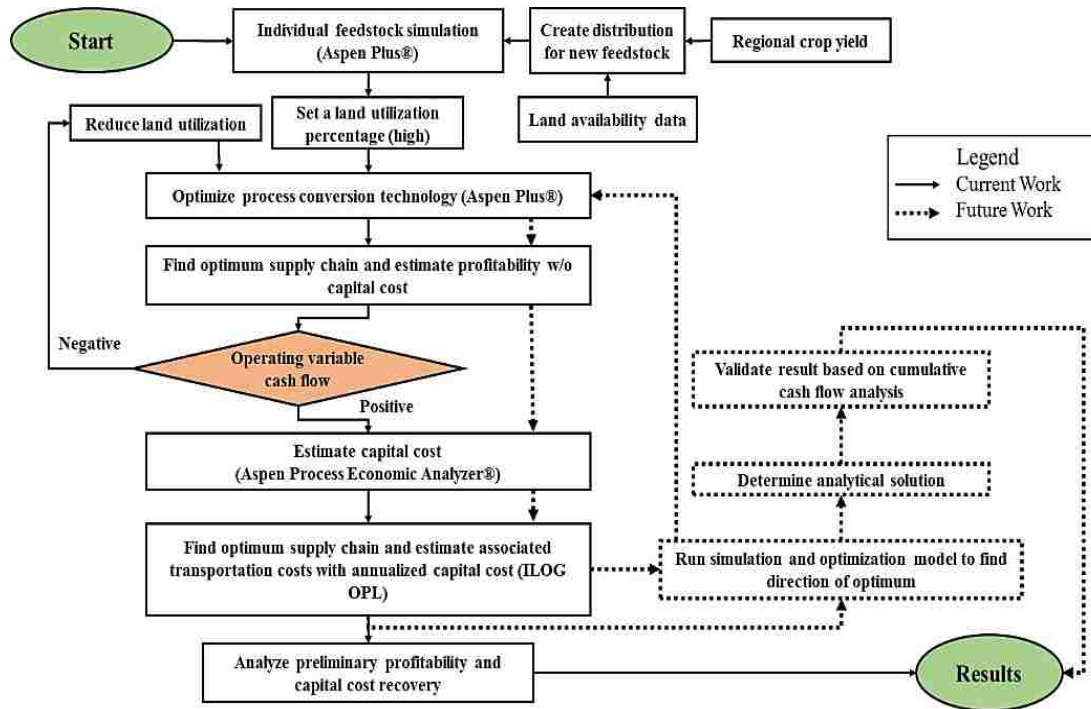 Start
Individual feedstock simulation
(Aspen Plus®)
Create distribution
for new feedstock
Regional crop yield
Reduce land utilization
Set a land utilization
percentage (high)
Land availability data
Legend
Current Work
Future Work
Optimize process conversion technology (Aspen Plus®)
Find optimum supply chain and estimate profitability w/o
capital cost
Negative
Operating variable
cash flow
Positive
Validate result based on cumulative
cash flow analysis
Estimate capital cost
(Aspen Process Economic Analyzer®)
Determine analytical solution
Find optimum supply chain and estimate associated
transportation costs with annualized capital cost (ILOG
OPL)
Run simulation and optimization model to find
direction of optimum
Analyze preliminary profitability and
capital cost recovery
Results